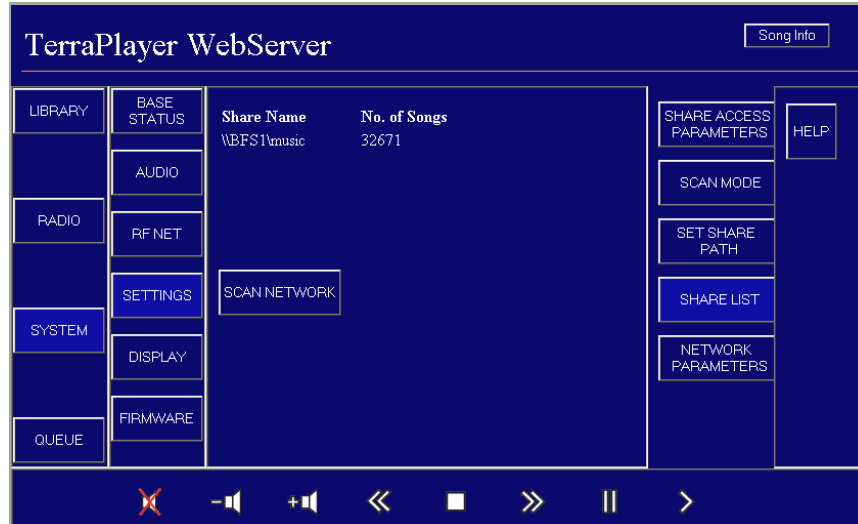 TerraPlayer WebServer
Song Info
LIBRARY
RADIO
SYSTEM
QUEUE
BASE
STATUS
AUDIO
RF NET
SETTINGS
DISPLAY
FIRMWARE
Share Name No. of Songs
\\BFS1\music 32671
SCAN NETWORK
SHARE ACCESS
PARAMETERS
SCAN MODE
SET SHARE
PATH
SHARE LIST
NETWORK
PARAMETERS
HELP